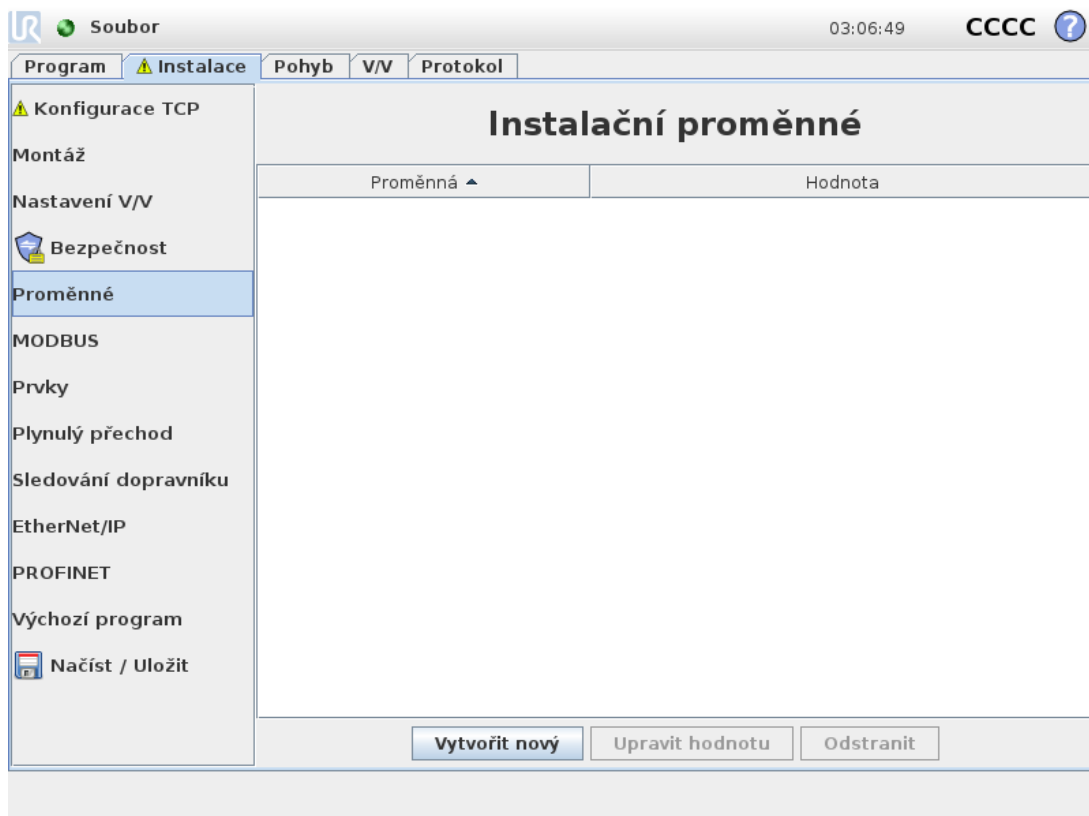 Soubor 03:06:49 CCCC ?
Program Instalace Pohyb V/V Protokol
Konfigurace TCP
Montáž
Nastavení V/V
Bezpečnost
Proměnné
MODBUS
Prvky
Plynulý přechod
Sledování dopravníku
EtherNet/IP
PROFINET
Výchozí program
Načíst / Uložit
Instalační proměnné
Proměnná Hodnota
Vytvořit nový Upravit hodnotu Odstranit